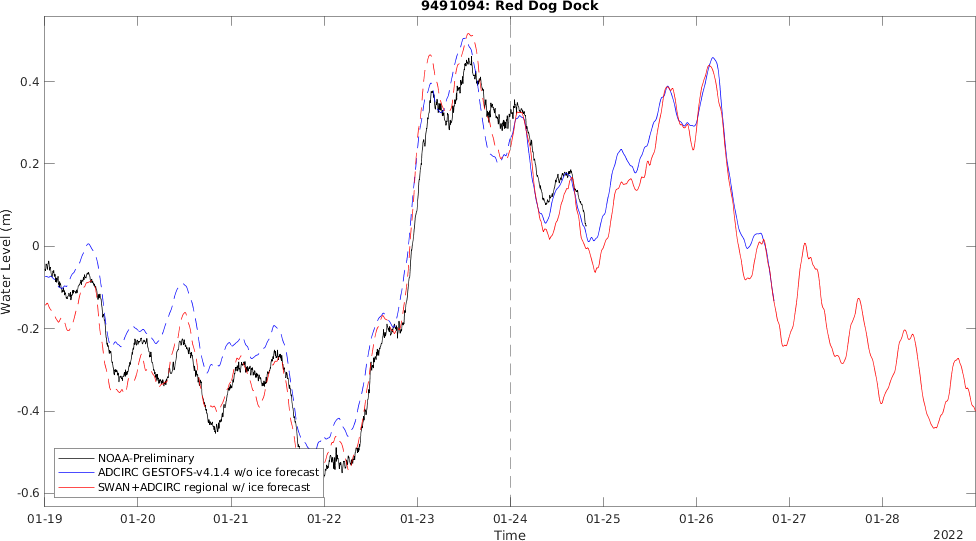 9491094: Red Dog Dock
Water Level (m)
0.4
0.2
0
-0.2
-0.4
-0.6
NOAA-Preliminary
ADCIRC GESTOFS-v4.1.4 w/o ice forecast
SWAN+ADCIRC regional w/ ice forecast
01-19 01-20 01-21 01-22 01-23 01-24 01-25 01-26 01-27 01-28
Time
2022